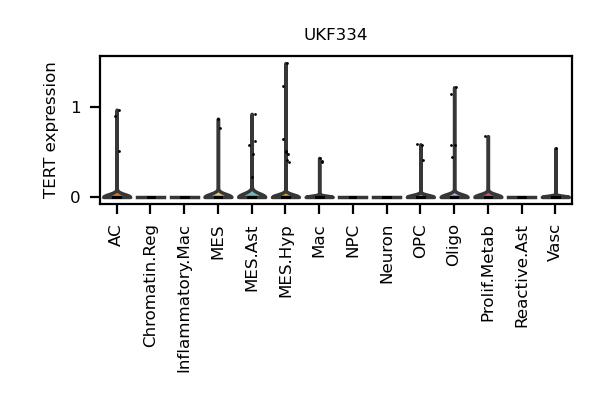 UKF334
TERT expression
1
0
AC
Chromatin.Reg
Inflammatory.Mac
MES
MES.Ast
MES.Hyp
Mac
NPC
Neuron
OPC
Oligo
Prolif.Metab
Reactive.Ast
Vasc